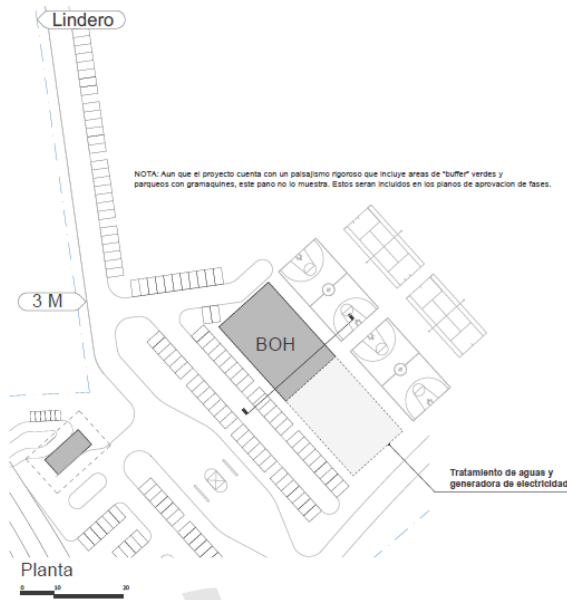 Lindero
NOTA: Aun que el proyecto cuenta con un paisajismo rigoroso que incluye areas de "buffer" verdes y
parqueos con gramaquines, este pano no lo muestra. Estos seran incluidos en los planos de aprovacion de fases.
3 M
BOH
Tratamiento de aguas y
generadora de electricidad
Planta
0 10 30